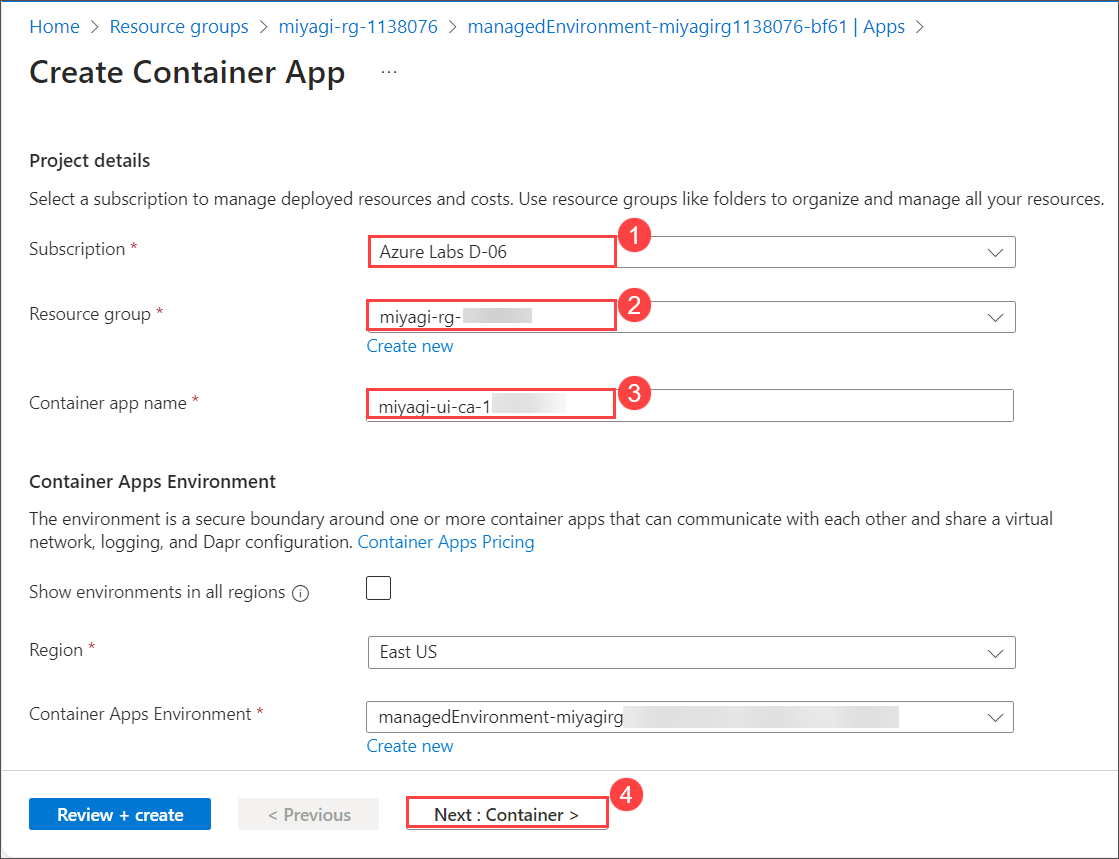 Home > Resource groups > miyagi-rg-1138076 > managedEnvironment-miyagirg1138076-bf61 | Apps >
Create Container App ...
Project details
Select a subscription to manage deployed resources and costs. Use resource groups like folders to organize and manage all your resources.
Subscription * Azure Labs D-06 1
Resource group * miyagi-rg- 2
Create new
Container app name * miyagi-ui-ca-1 3
Container Apps Environment
The environment is a secure boundary around one or more container apps that can communicate with each other and share a virtual
network, logging, and Dapr configuration. Container Apps Pricing
Show environments in all regions
Region * East US
Container Apps Environment * managedEnvironment-miyagirg
Create new
Review + create < Previous Next : Container > 4